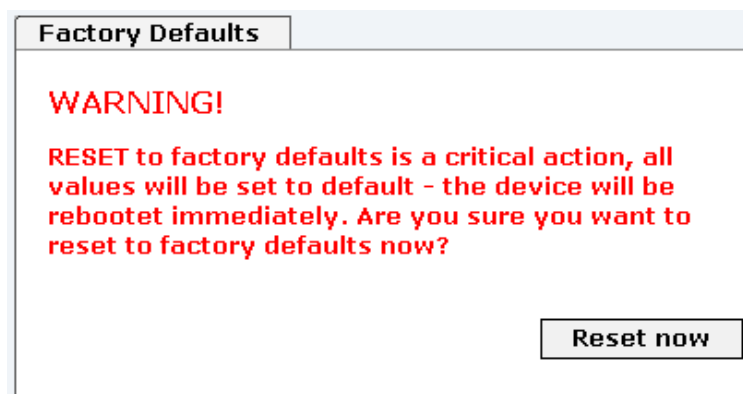 Factory Defaults
WARNING!
RESET to factory defaults is a critical action, all
values will be set to default - the device will be
rebootet immediately. Are you sure you want to
reset to factory defaults now?
Reset now